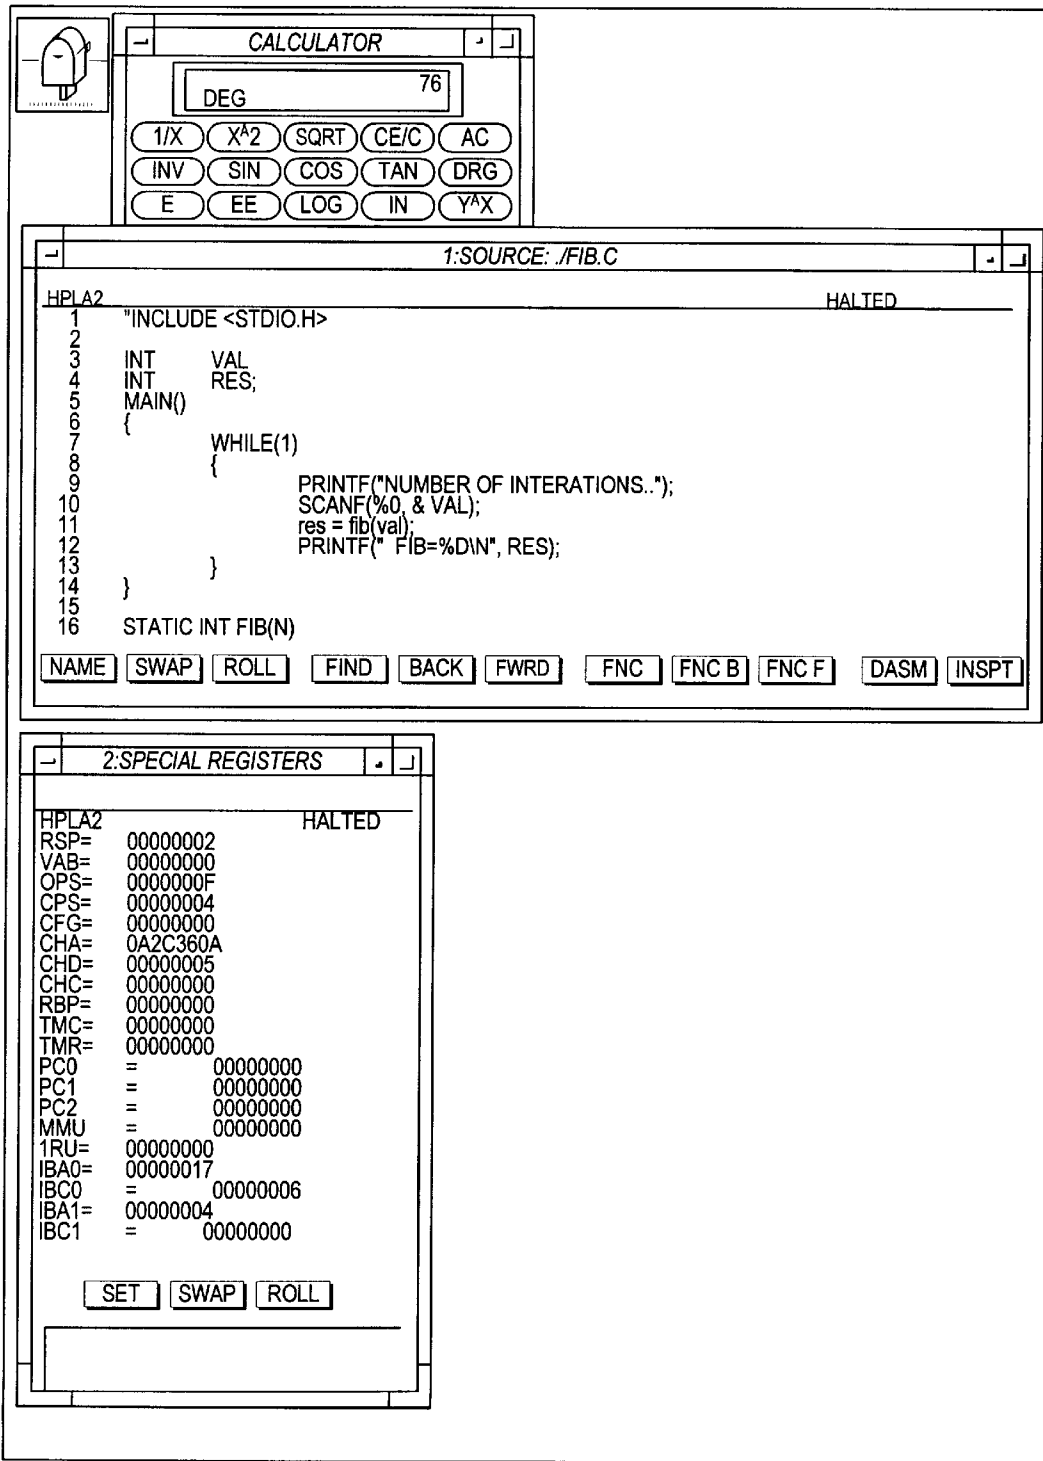 CALCULATOR
76
DEG
1/X X^2 SQRT CE/C AC
INV SIN COS TAN DRG
E EE LOG IN Y^X
1:SOURCE: ./FIB.C
HPLA2 HALTED
1 "INCLUDE <STDIO.H>
2
3 INT VAL
4 INT RES;
5 MAIN()
6 {
7 WHILE(1)
8 {
9 PRINTF("NUMBER OF INTERATIONS..");
10 SCANF(%0, & VAL);
11 res = fib(val);
12 PRINTF(" FIB=%D\N", RES);
13 }
14 }
15
16 STATIC INT FIB(N)
NAME SWAP ROLL FIND BACK FWRD FNC FNC B FNC F DASM INSPT
2:SPECIAL REGISTERS
HPLA2 HALTED
RSP= 00000002
VAB= 00000000
OPS= 0000000F
CPS= 00000004
CFG= 00000000
CHA= 0A2C360A
CHD= 00000005
CHC= 00000000
RBP= 00000000
TMC= 00000000
TMR= 00000000
PC0 = 00000000
PC1 = 00000000
PC2 = 00000000
MMU = 00000000
1RU= 00000000
IBA0= 00000017
IBC0 = 00000006
IBA1= 00000004
IBC1 = 00000000
SET SWAP ROLL